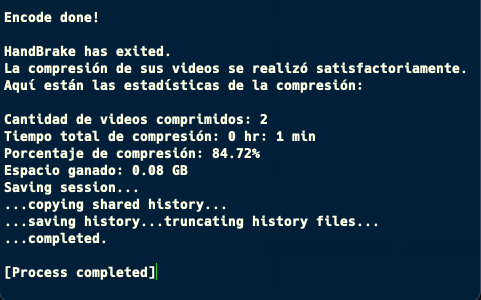 Encode done!
HandBrake has exited.
La compresión de sus videos se realizó satisfactoriamente.
Aquí están las estadísticas de la compresión:
Cantidad de videos comprimidos: 2
Tiempo total de compresión: 0 hr: 1 min
Porcentaje de compresión: 84.72%
Espacio ganado: 0.08 GB
Saving session...
...copying shared history...
...saving history...truncating history files...
...completed.
[Process completed]